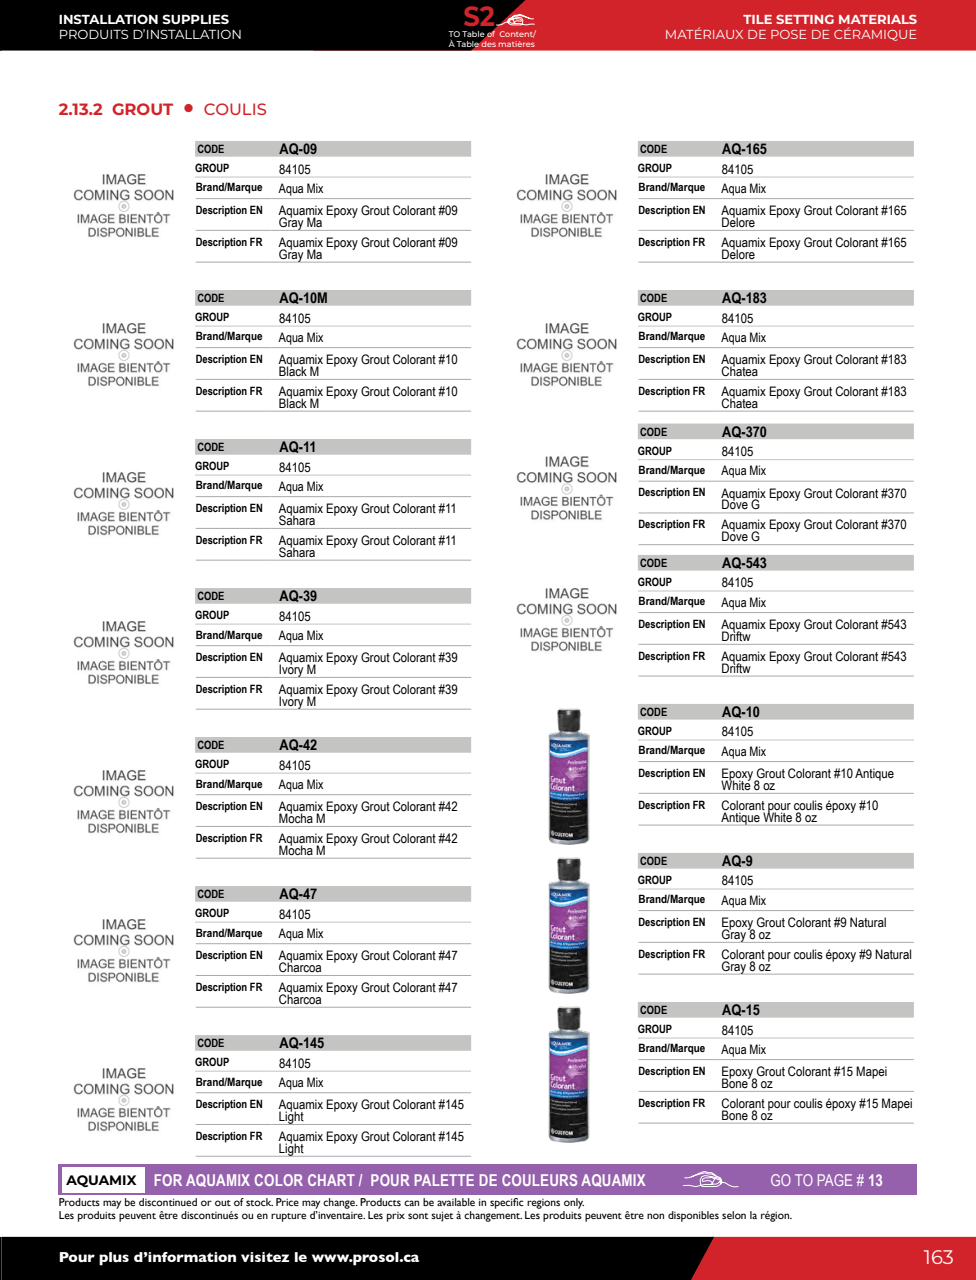 INSTALLATION SUPPLIES
PRODUITS D'INSTALLATION
S2
TO Table of Content/
À Table des matières
TILE SETTING MATERIALS
MATÉRIAUX DE POSE DE CÉRAMIQUE
2.13.2 GROUT • COULIS
IMAGE
COMING SOON
IMAGE BIENTÔT
DISPONIBLE
CODE AQ-09
GROUP 84105
Brand/Marque Aqua Mix
Description EN Aquamix Epoxy Grout Colorant #09
Gray Ma
Description FR Aquamix Epoxy Grout Colorant #09
Gray Ma
IMAGE
COMING SOON
IMAGE BIENTÔT
DISPONIBLE
CODE AQ-10M
GROUP 84105
Brand/Marque Aqua Mix
Description EN Aquamix Epoxy Grout Colorant #10
Black M
Description FR Aquamix Epoxy Grout Colorant #10
Black M
IMAGE
COMING SOON
IMAGE BIENTÔT
DISPONIBLE
CODE AQ-11
GROUP 84105
Brand/Marque Aqua Mix
Description EN Aquamix Epoxy Grout Colorant #11
Sahara
Description FR Aquamix Epoxy Grout Colorant #11
Sahara
IMAGE
COMING SOON
IMAGE BIENTÔT
DISPONIBLE
CODE AQ-39
GROUP 84105
Brand/Marque Aqua Mix
Description EN Aquamix Epoxy Grout Colorant #39
Ivory M
Description FR Aquamix Epoxy Grout Colorant #39
Ivory M
IMAGE
COMING SOON
IMAGE BIENTÔT
DISPONIBLE
CODE AQ-42
GROUP 84105
Brand/Marque Aqua Mix
Description EN Aquamix Epoxy Grout Colorant #42
Mocha M
Description FR Aquamix Epoxy Grout Colorant #42
Mocha M
IMAGE
COMING SOON
IMAGE BIENTÔT
DISPONIBLE
CODE AQ-47
GROUP 84105
Brand/Marque Aqua Mix
Description EN Aquamix Epoxy Grout Colorant #47
Charcoa
Description FR Aquamix Epoxy Grout Colorant #47
Charcoa
IMAGE
COMING SOON
IMAGE BIENTÔT
DISPONIBLE
CODE AQ-145
GROUP 84105
Brand/Marque Aqua Mix
Description EN Aquamix Epoxy Grout Colorant #145
Light
Description FR Aquamix Epoxy Grout Colorant #145
Light
IMAGE
COMING SOON
IMAGE BIENTÔT
DISPONIBLE
CODE AQ-165
GROUP 84105
Brand/Marque Aqua Mix
Description EN Aquamix Epoxy Grout Colorant #165
Delore
Description FR Aquamix Epoxy Grout Colorant #165
Delore
IMAGE
COMING SOON
IMAGE BIENTÔT
DISPONIBLE
CODE AQ-183
GROUP 84105
Brand/Marque Aqua Mix
Description EN Aquamix Epoxy Grout Colorant #183
Chatea
Description FR Aquamix Epoxy Grout Colorant #183
Chatea
IMAGE
COMING SOON
IMAGE BIENTÔT
DISPONIBLE
CODE AQ-370
GROUP 84105
Brand/Marque Aqua Mix
Description EN Aquamix Epoxy Grout Colorant #370
Dove G
Description FR Aquamix Epoxy Grout Colorant #370
Dove G
IMAGE
COMING SOON
IMAGE BIENTÔT
DISPONIBLE
CODE AQ-543
GROUP 84105
Brand/Marque Aqua Mix
Description EN Aquamix Epoxy Grout Colorant #543
Driftw
Description FR Aquamix Epoxy Grout Colorant #543
Driftw
Grout
Colorant
CUSTOM
CODE AQ-10
GROUP 84105
Brand/Marque Aqua Mix
Description EN Epoxy Grout Colorant #10 Antique
White 8 oz
Description FR Colorant pour coulis époxy #10
Antique White 8 oz
Grout
Colorant
CUSTOM
CODE AQ-9
GROUP 84105
Brand/Marque Aqua Mix
Description EN Epoxy Grout Colorant #9 Natural
Gray 8 oz
Description FR Colorant pour coulis époxy #9 Natural
Gray 8 oz
Grout
Colorant
CUSTOM
CODE AQ-15
GROUP 84105
Brand/Marque Aqua Mix
Description EN Epoxy Grout Colorant #15 Mapei
Bone 8 oz
Description FR Colorant pour coulis époxy #15 Mapei
Bone 8 oz
AQUAMIX FOR AQUAMIX COLOR CHART / POUR PALETTE DE COULEURS AQUAMIX GO TO PAGE # 13
Products may be discontinued or out of stock. Price may change. Products can be available in specific regions only.
Les produits peuvent être discontinués ou en rupture d'inventaire. Les prix sont sujet à changement. Les produits peuvent être non disponibles selon la région.
Pour plus d'information visitez le www.prosol.ca
163